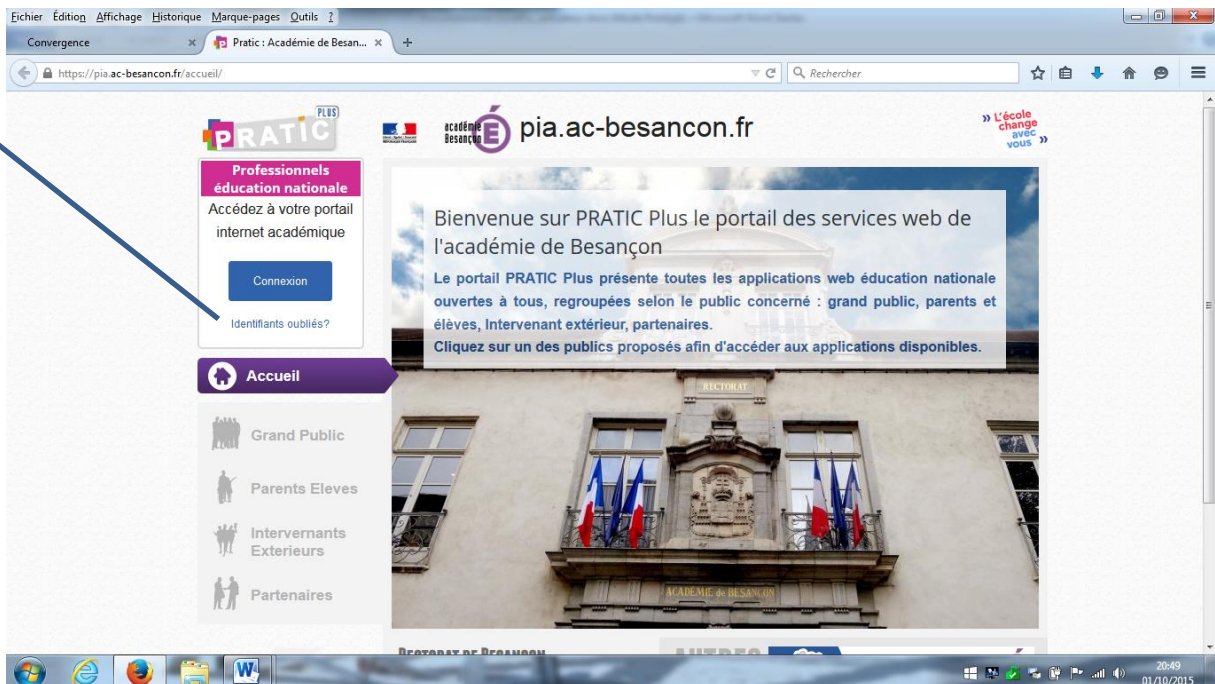 Fichier Édition Affichage Historique Marque-pages Outils ?
Convergence
Pratic : Académie de Besan...
https://pia.ac-besancon.fr/accueil/
Rechercher
PRATIC PLUS
académie Besançon
pia.ac-besancon.fr
» L'école
change
avec
vous »
Professionnels
éducation nationale
Accédez à votre portail
internet académique
Connexion
Identifiants oubliés?
Bienvenue sur PRATIC Plus le portail des services web de
l'académie de Besançon
Le portail PRATIC Plus présente toutes les applications web éducation nationale
ouvertes à tous, regroupées selon le public concerné : grand public, parents et
élèves, Intervenant extérieur, partenaires.
Cliquez sur un des publics proposés afin d'accéder aux applications disponibles.
Accueil
Grand Public
Parents Eleves
Intervernants
Exterieurs
Partenaires
RECTORAT
ACADEMIE de BESANCON
Rectorat de Besançon
AUTRES
20:49
01/10/2015